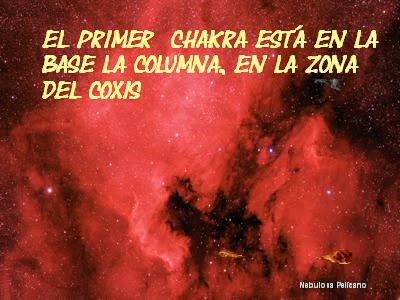 EL PRIMER CHAKRA ESTÁ EN LA
BASE LA COLUMNA, EN LA ZONA
DEL COXIS
Nebulosa Pelícano